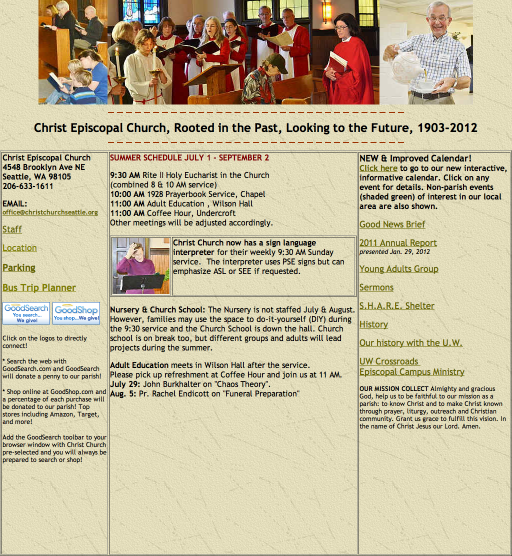 Christ Episcopal Church, Rooted in the Past, Looking to the Future, 1903-2012
Christ Episcopal Church
4548 Brooklyn Ave NE
Seattle, WA 98105
206-633-1611
EMAIL:
office@christchurchseattle.org
Staff
Location
Parking
Bus Trip Planner
GoodSearch
You search...
We give!
GoodShop
You shop...We give!
Click on the logos to directly
connect!
* Search the web with
GoodSearch.com and GoodSearch
will donate a penny to our parish!
* Shop online at GoodShop.com and
a percentage of each purchase will
be donated to our parish! Top
stores including Amazon, Target,
and more!
Add the GoodSearch toolbar to your
browser window with Christ Church
pre-selected and you will always be
prepared to search or shop!
SUMMER SCHEDULE JULY 1 - SEPTEMBER 2
9:30 AM Rite II Holy Eucharist in the Church
(combined 8 & 10 AM service)
10:00 AM 1928 Prayerbook Service, Chapel
11:00 AM Adult Education , Wilson Hall
11:00 AM Coffee Hour, Undercroft
Other meetings will be adjusted accordingly.
Christ Church now has a sign language
interpreter for their weekly 9:30 AM Sunday
service. The interpreter uses PSE signs but can
emphasize ASL or SEE if requested.
Nursery & Church School: The Nursery is not staffed July & August.
However, families may use the space to do-it-yourself (DIY) during
the 9:30 service and the Church School is down the hall. Church
school is on break too, but different groups and adults will lead
projects during the summer.
Adult Education meets in Wilson Hall after the service.
Please pick up refreshment at Coffee Hour and join us at 11 AM.
July 29: John Burkhalter on "Chaos Theory".
Aug. 5: Pr. Rachel Endicott on "Funeral Preparation"
NEW & Improved Calendar!
Click here to go to our new interactive,
informative calendar. Click on any
event for details. Non-parish events
(shaded green) of interest in our local
area are also shown.
Good News Brief
2011 Annual Report
presented Jan. 29, 2012
Young Adults Group
Sermons
S.H.A.R.E. Shelter
History
Our history with the U.W.
UW Crossroads
Episcopal Campus Ministry
OUR MISSION COLLECT Almighty and gracious
God, help us to be faithful to our mission as a
parish: to know Christ and to make Christ known
through prayer, liturgy, outreach and Christian
community. Grant us grace to fulfill this vision. In
the name of Christ Jesus our Lord. Amen.